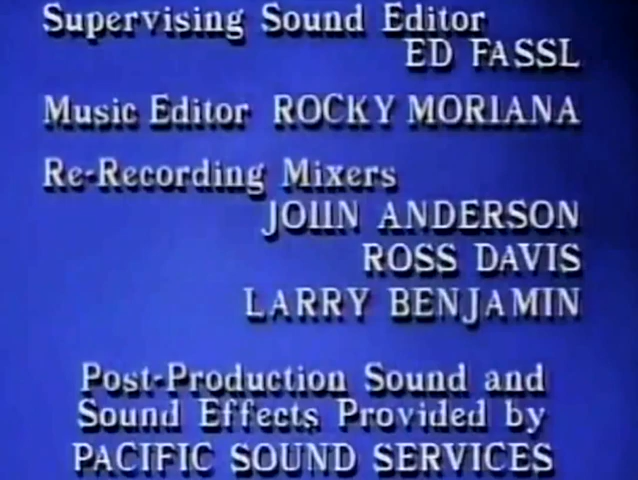 Supervising Sound Editor
ED FASSL
Music Editor ROCKY MORIANA
Re-Recording Mixers
JOHN ANDERSON
ROSS DAVIS
LARRY BENJAMIN
Post-Production Sound and
Sound Effects Provided by
PACIFIC SOUND SERVICES